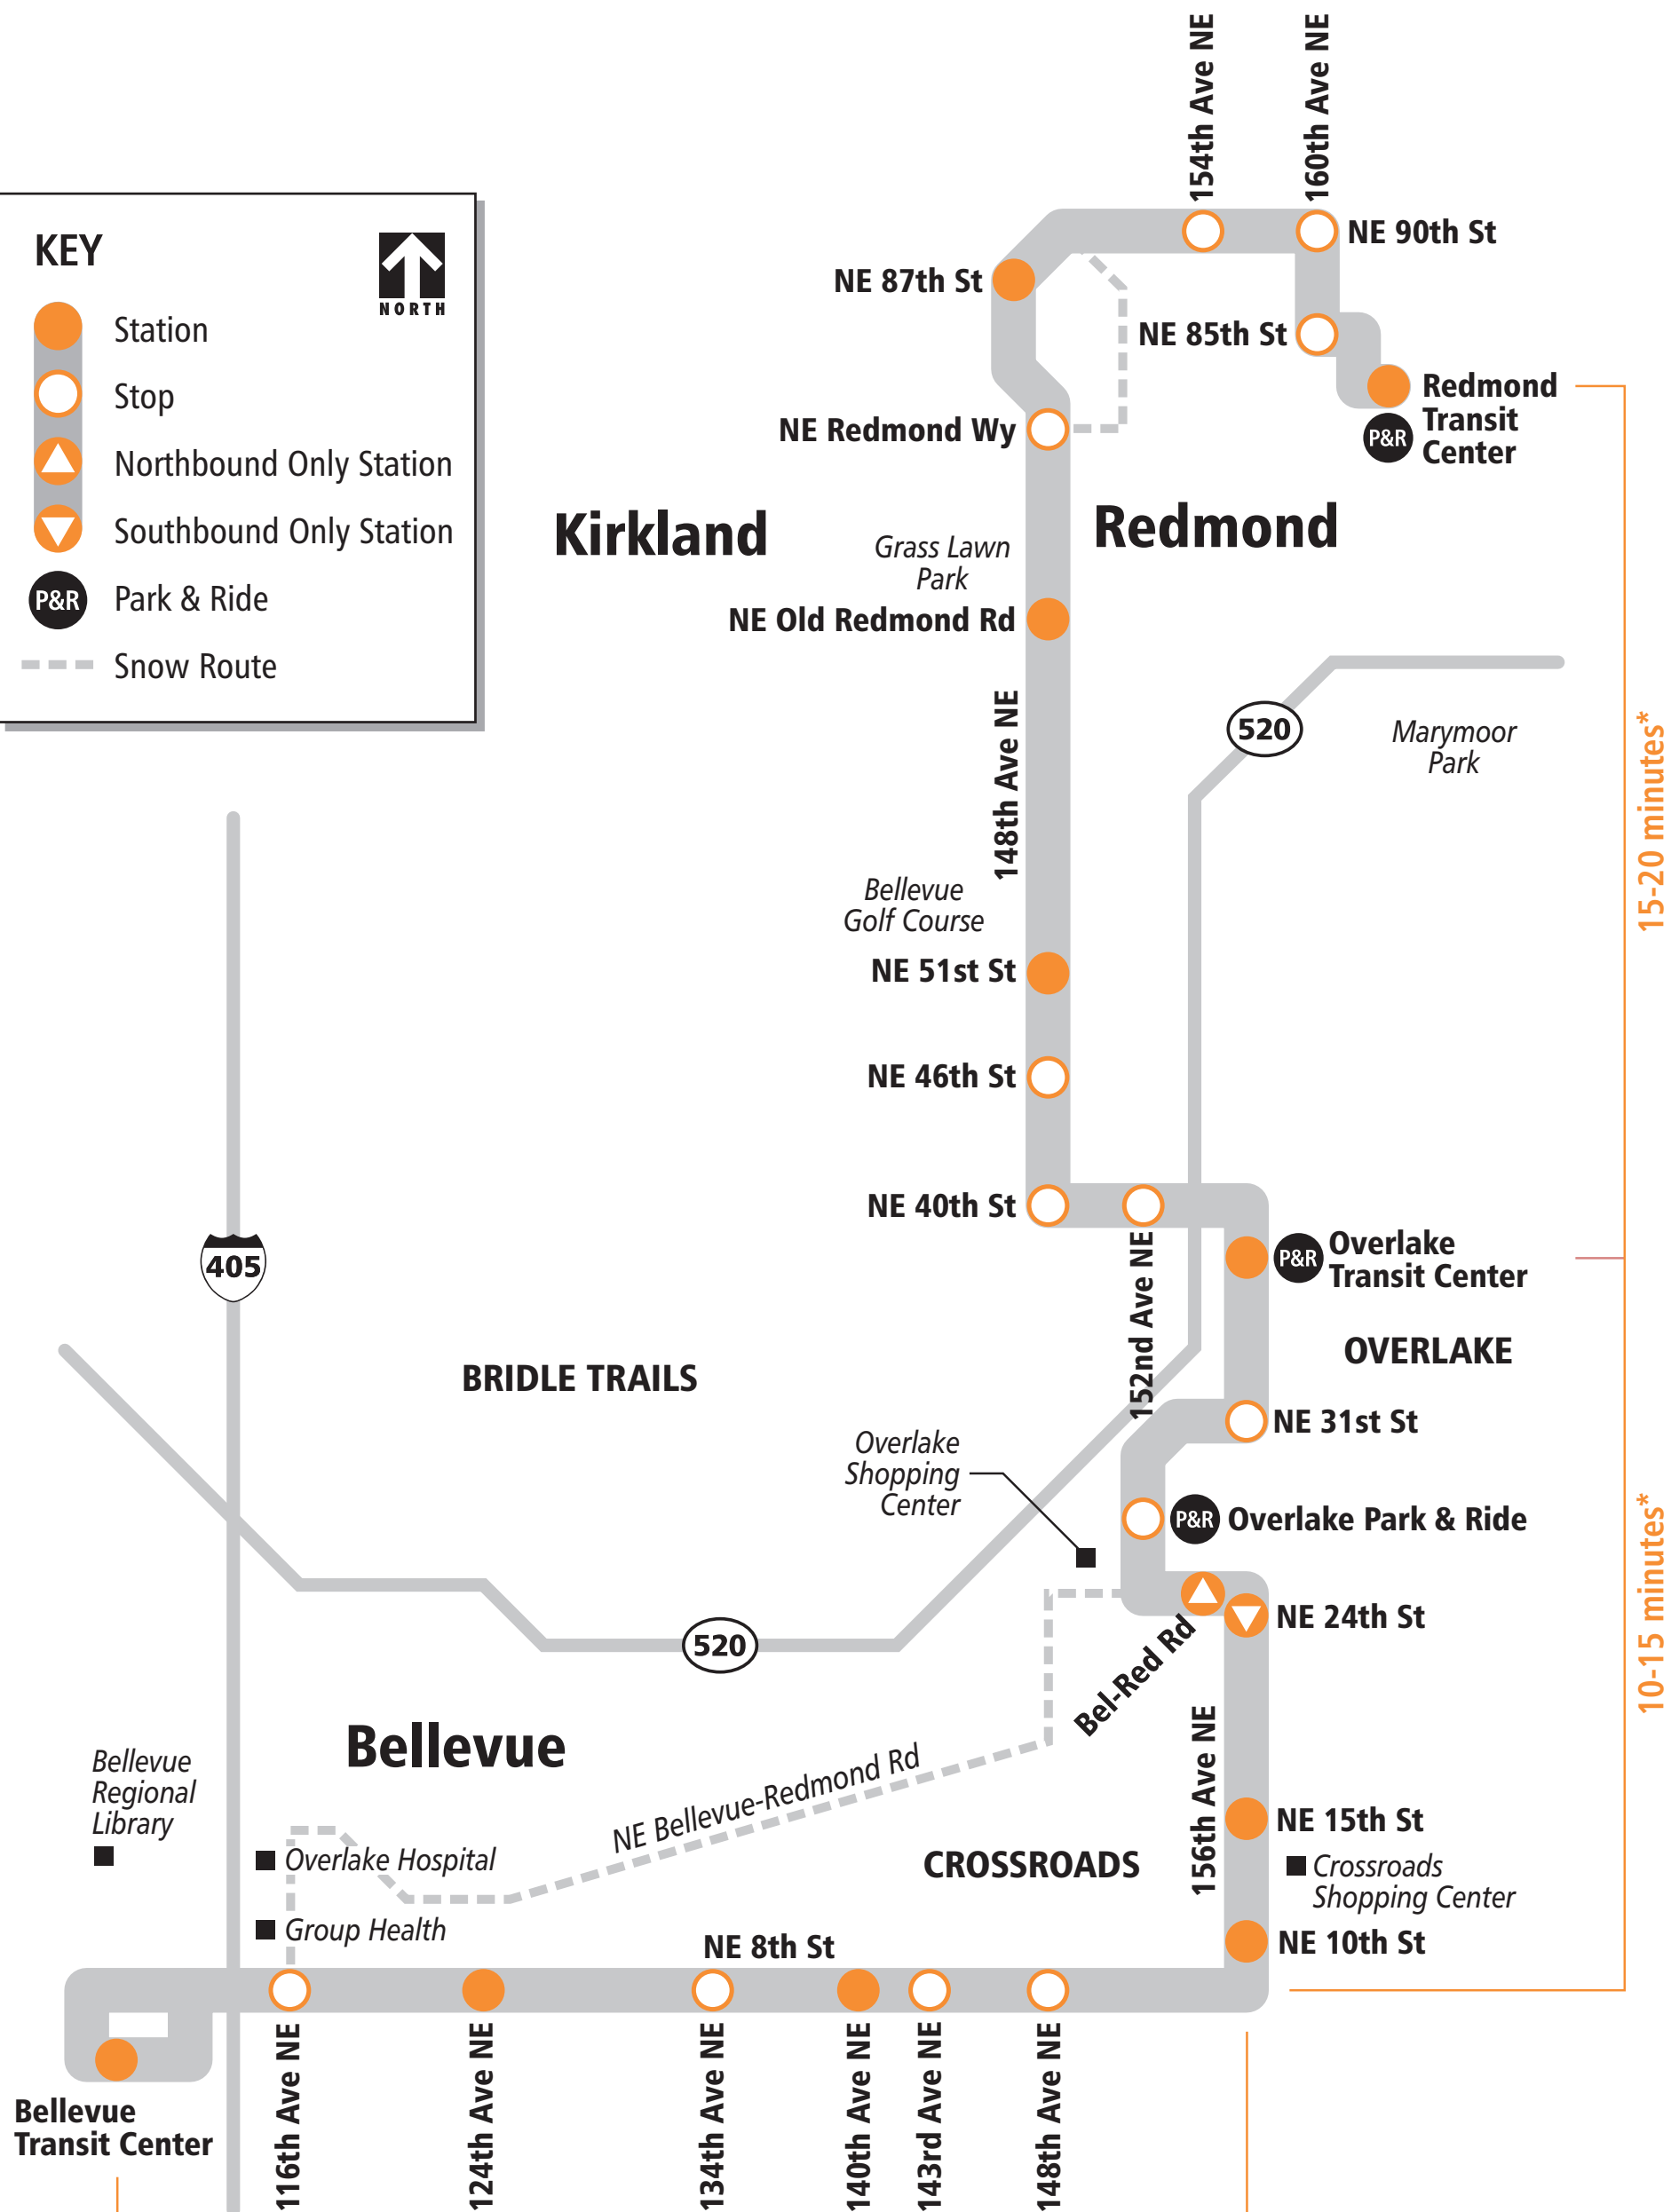 154th Ave NE
160th Ave NE
KEY
NORTH
Station
Stop
Northbound Only Station
Southbound Only Station
P&R
Park & Ride
Snow Route
NE 90th St
NE 87th St
NE 85th St
Redmond
Transit
Center
P&R
NE Redmond Wy
Kirkland
Redmond
Grass Lawn
Park
NE Old Redmond Rd
148th Ave NE
520
Marymoor
Park
15-20 minutes*
Bellevue
Golf Course
NE 51st St
NE 46th St
NE 40th St
152nd Ave NE
P&R
Overlake
Transit Center
405
OVERLAKE
BRIDLE TRAILS
NE 31st St
Overlake
Shopping
Center
P&R
Overlake Park & Ride
10-15 minutes*
NE 24th St
520
Bel-Red Rd
Bellevue
156th Ave NE
NE Bellevue-Redmond Rd
Bellevue
Regional
Library
NE 15th St
Overlake Hospital
CROSSROADS
Crossroads
Shopping Center
Group Health
NE 8th St
NE 10th St
Bellevue
Transit Center
116th Ave NE
124th Ave NE
134th Ave NE
140th Ave NE
143rd Ave NE
148th Ave NE